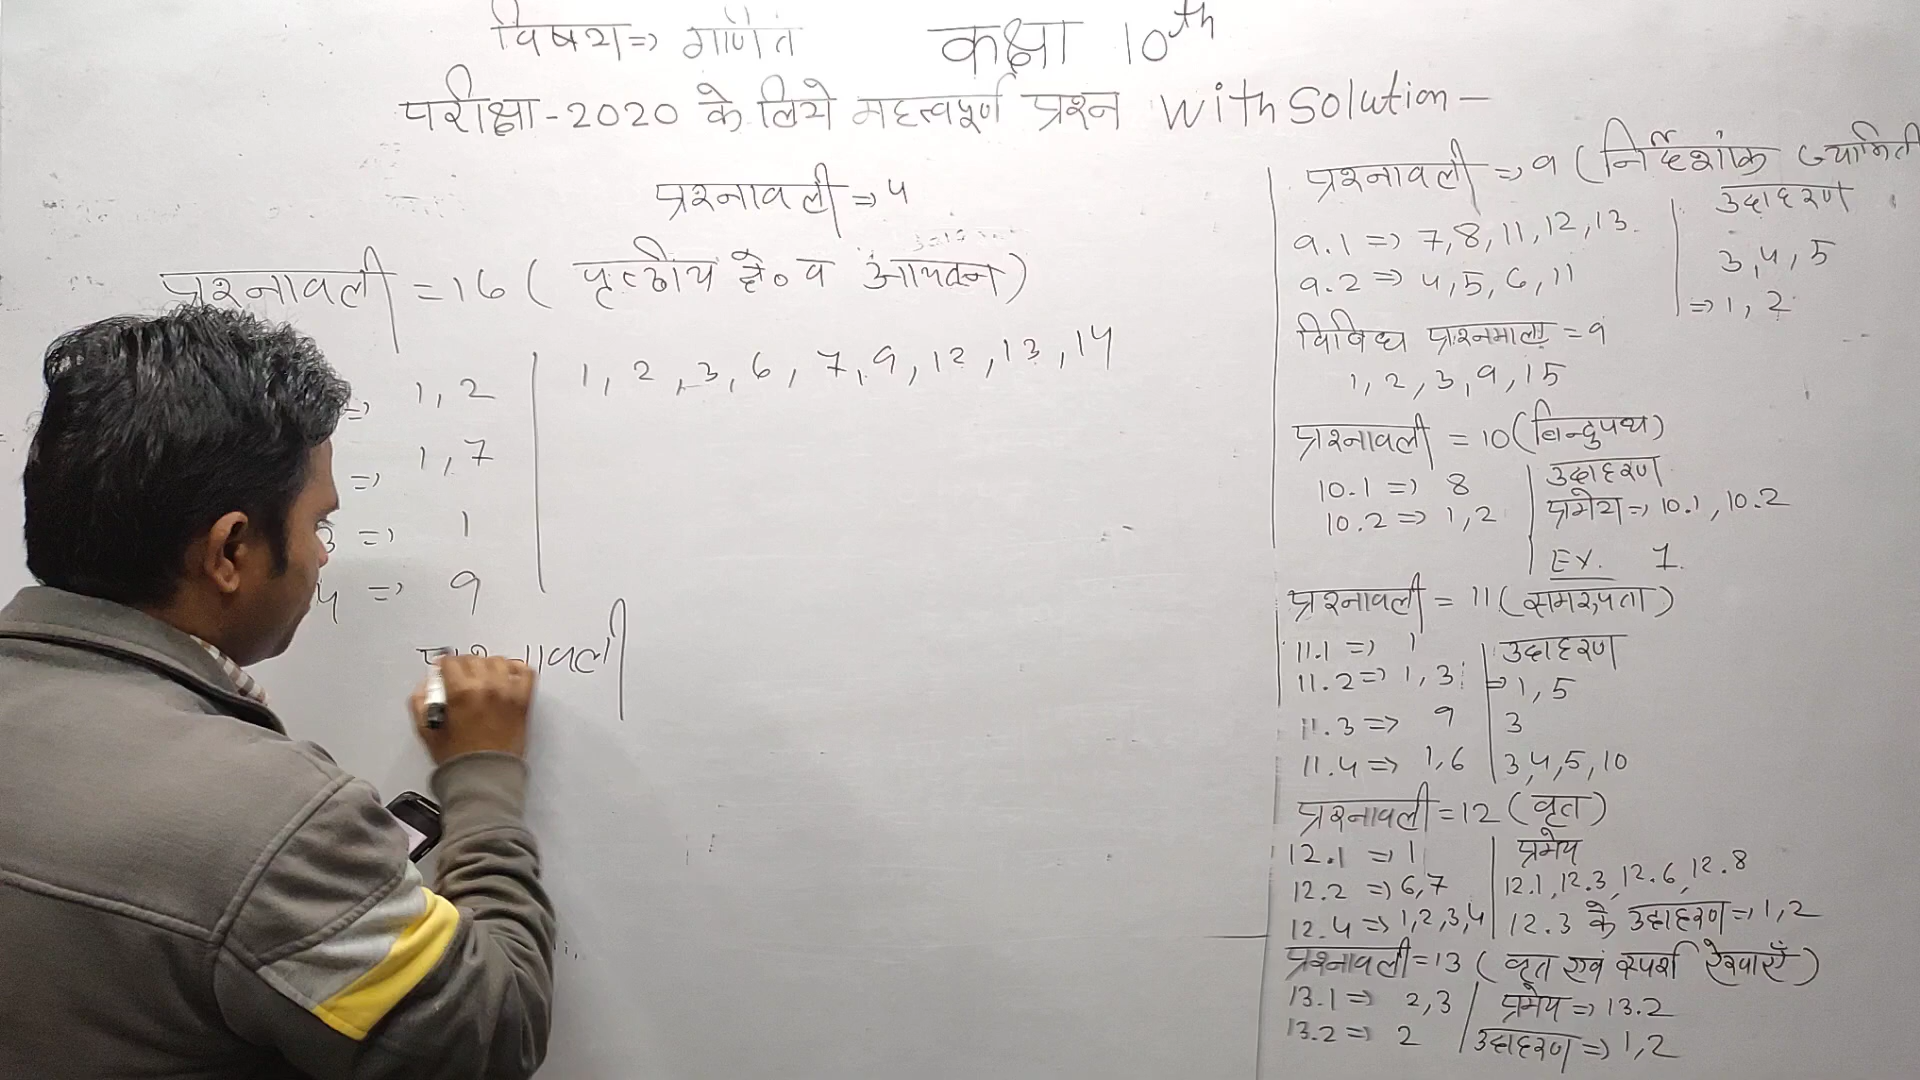 विषय => गणित कक्षा 10th
परीक्षा-2020 के लिये महत्वपूर्ण प्रश्न With Solution -
प्रश्नावली => 4
प्रश्नावली = 16 ( पृष्ठीय क्षे० व आयतन )
=> 1, 2
=> 1, 7
3 => 1
4 => 9
1, 2, 3, 6, 7, 9, 12, 13, 14
प्रश्नावली
प्रश्नावली => 9 ( निर्देशांक ज्यामिती
9.1 => 7, 8, 11, 12, 13
9.2 => 4, 5, 6, 11
उदाहरण
3, 4, 5
=> 1, 2
विविध प्रश्नमाला = 9
1, 2, 3, 9, 15
प्रश्नावली = 10 ( बिन्दुपथ )
10.1 => 8
10.2 => 1, 2
उदाहरण
प्रमेय => 10.1, 10.2
Ex. 1.
प्रश्नावली = 11 ( समरुपता )
11.1 => 1
11.2 => 1, 3
11.3 => 9
11.4 => 1, 6
उदाहरण
=> 1, 5
3
3, 4, 5, 10
प्रश्नावली = 12 ( वृत )
12.1 => 1
12.2 => 6, 7
12.4 => 1, 2, 3, 4
प्रमेय
12.1, 12.3, 12.6, 12.8
12.3 के उदाहरण => 1, 2
प्रश्नावली = 13 ( वृत एवं स्पर्श रेखाएँ )
13.1 => 2, 3
13.2 => 2
प्रमेय => 13.2
उदाहरण => 1, 2